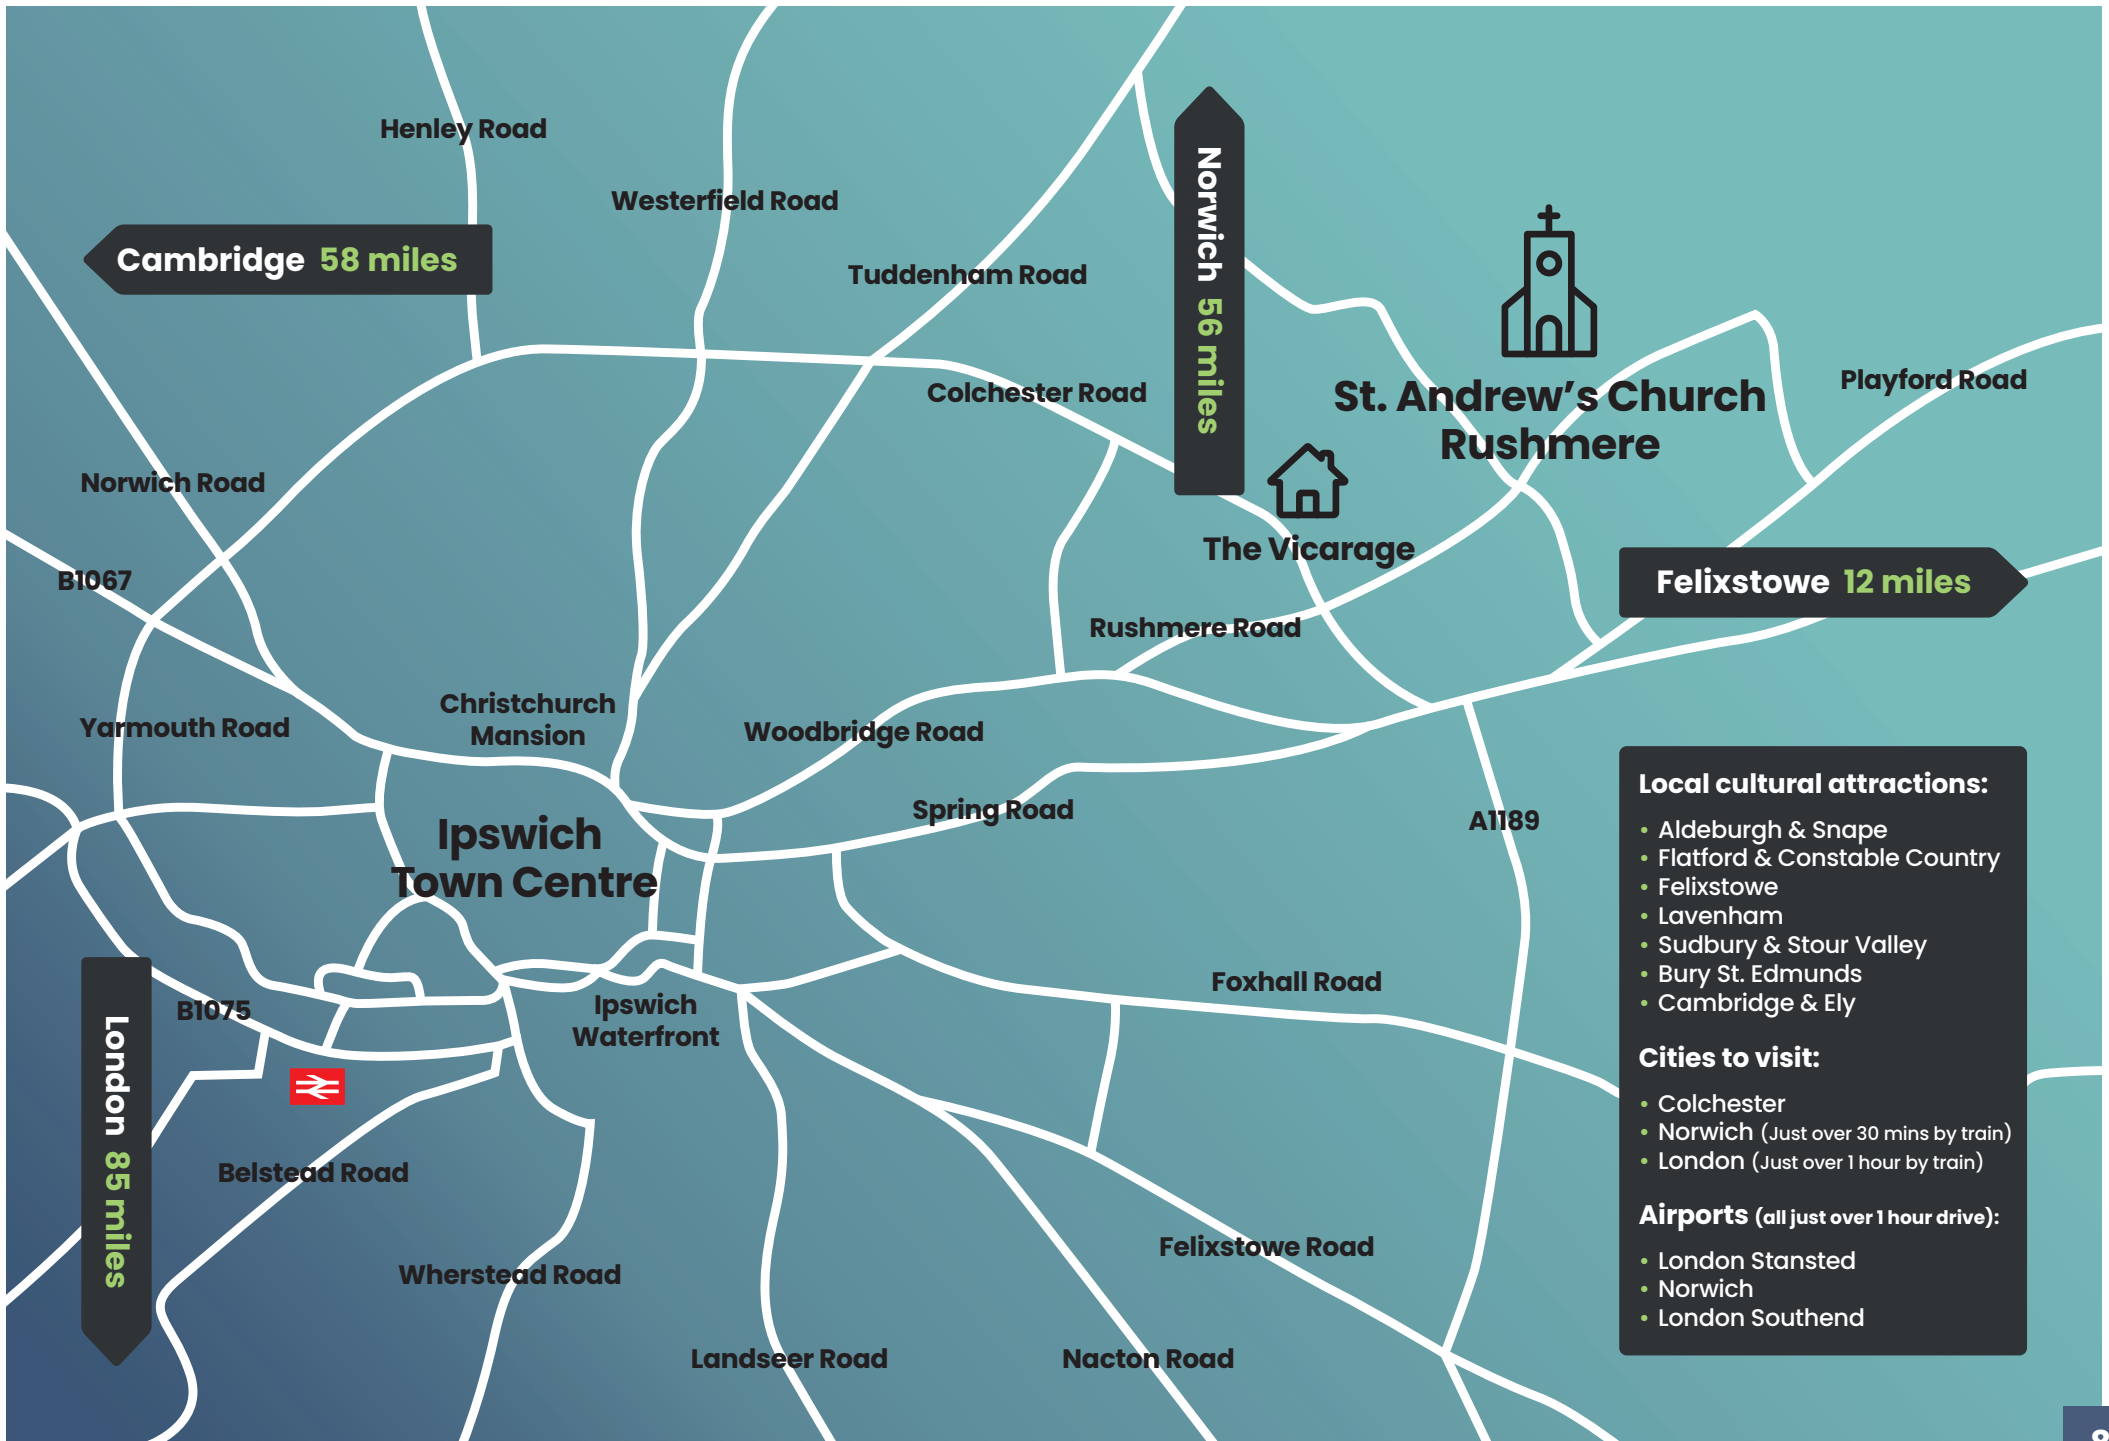 Henley Road
Westerfield Road
Cambridge 58 miles
Tuddenham Road
Norwich 56 miles
Colchester Road
St. Andrew’s Church
Rushmere
Playford Road
Norwich Road
The Vicarage
B1067
Felixstowe 12 miles
Rushmere Road
Christchurch
Mansion
Yarmouth Road
Woodbridge Road
Spring Road
A1189
Ipswich
Town Centre
Foxhall Road
B1075
Ipswich
Waterfront
London 85 miles
Belstead Road
Felixstowe Road
Wherstead Road
Landseer Road
Nacton Road
Local cultural attractions:
• Aldeburgh & Snape
• Flatford & Constable Country
• Felixstowe
• Lavenham
• Sudbury & Stour Valley
• Bury St. Edmunds
• Cambridge & Ely
Cities to visit:
• Colchester
• Norwich (Just over 30 mins by train)
• London (Just over 1 hour by train)
Airports (all just over 1 hour drive):
• London Stansted
• Norwich
• London Southend